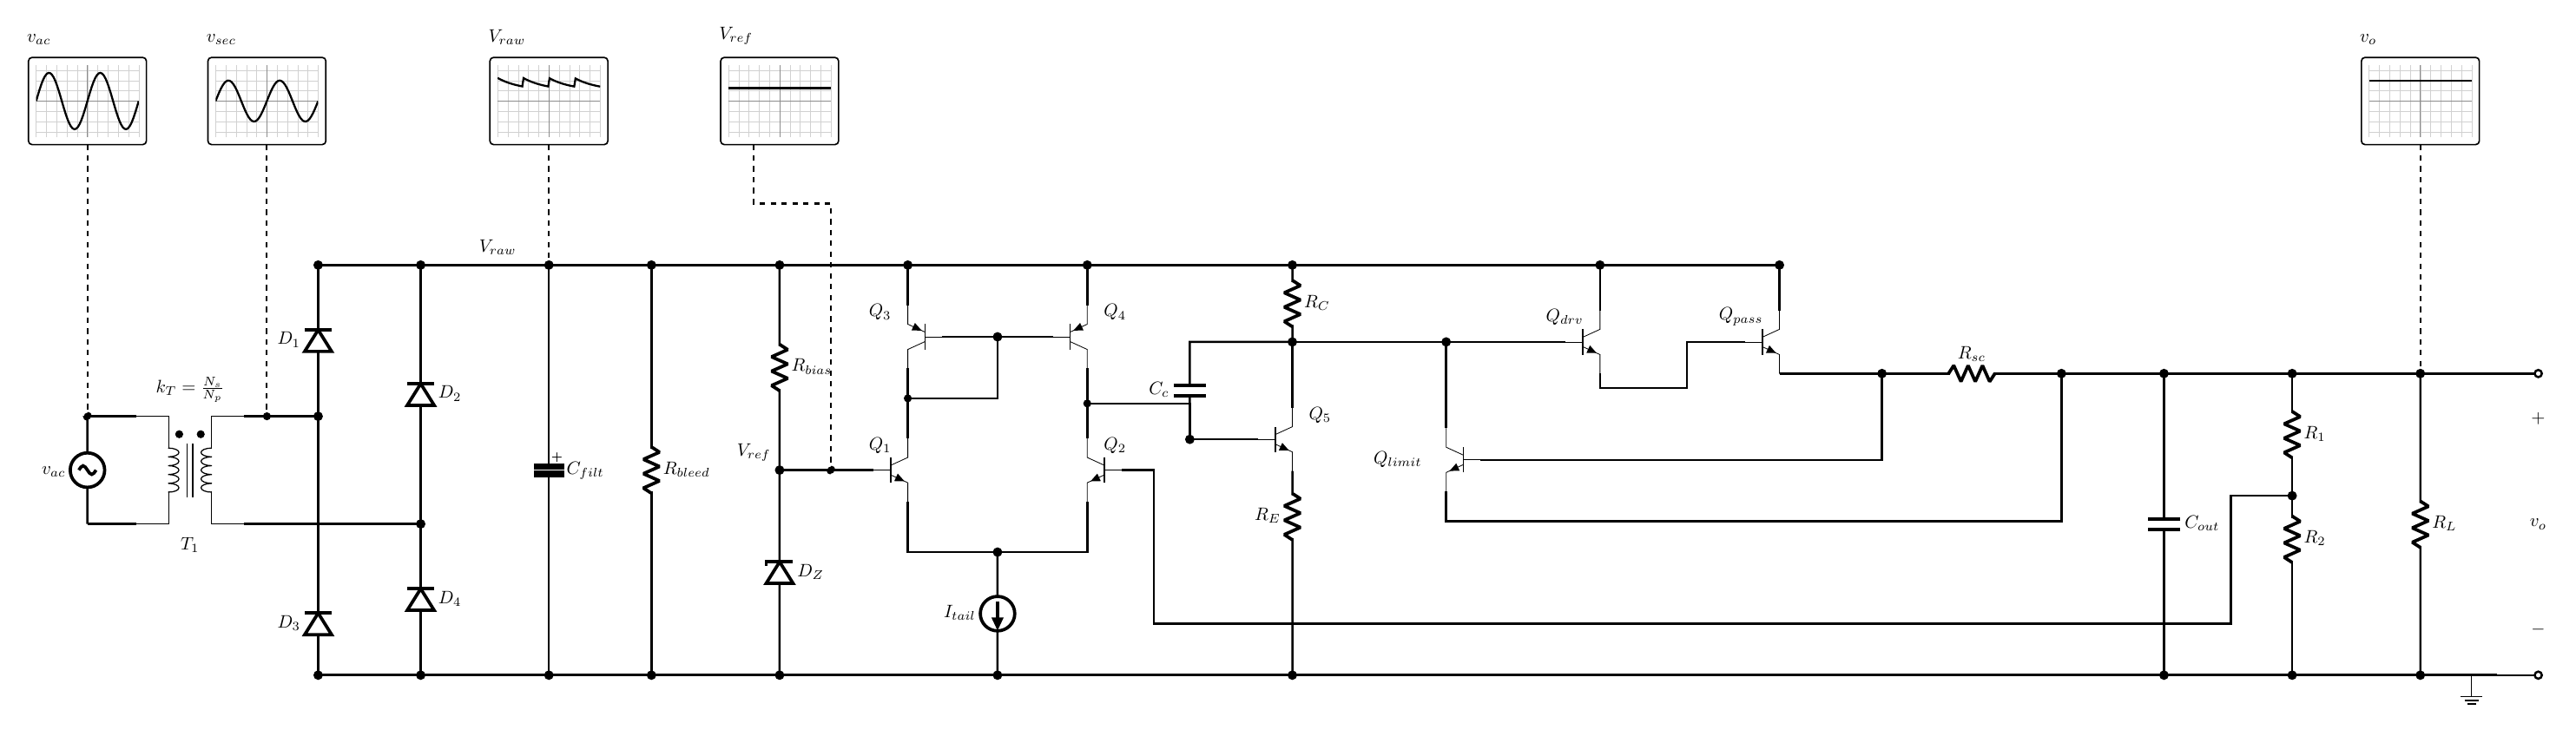 v_ac
v_sec
V_raw
V_ref
v_o
V_raw
Q_3
Q_4
R_C
Q_drv
Q_pass
D_1
R_sc
R_bias
k_T = N_s/N_p
D_2
C_c
Q_5
+
R_1
Q_1
Q_2
V_ref
+
Q_limit
v_ac
C_filt
R_bleed
R_E
C_out
R_L
v_o
T_1
R_2
D_Z
D_4
I_tail
D_3
−